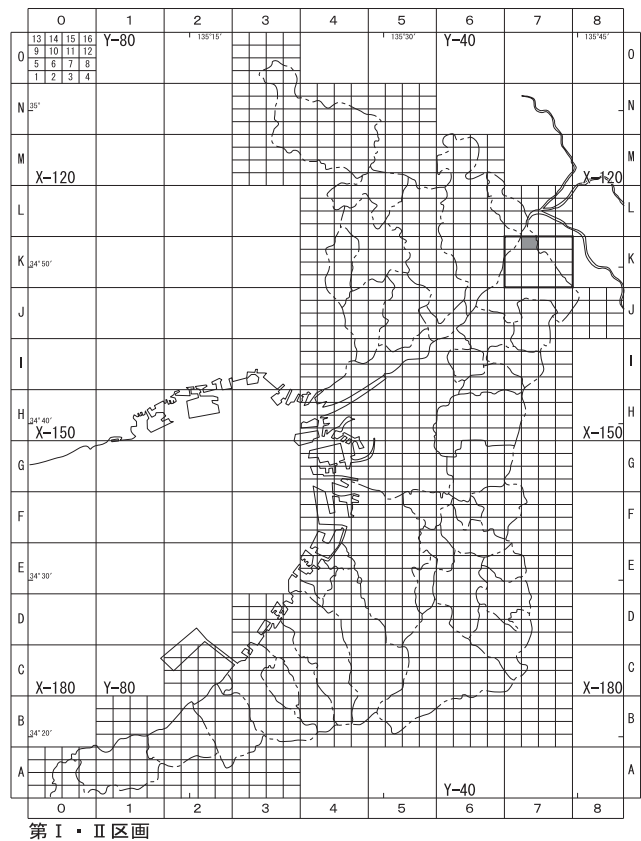 0 1 2 3 4 5 6 7 8
13 14 15 16
9 10 11 12
5 6 7 8
1 2 3 4
Y-80 135°15′ 135°30′ Y-40 135°45′
O O
N 35° N
M M
X-120 X-120
L L
K 34°50′ K
J J
I I
H H
34°40′
X-150 X-150
G G
F F
E E
34°30′
D D
C C
X-180 Y-80 X-180
B B
34°20′
A A
Y-40
0 1 2 3 4 5 6 7 8
第Ⅰ・Ⅱ区画